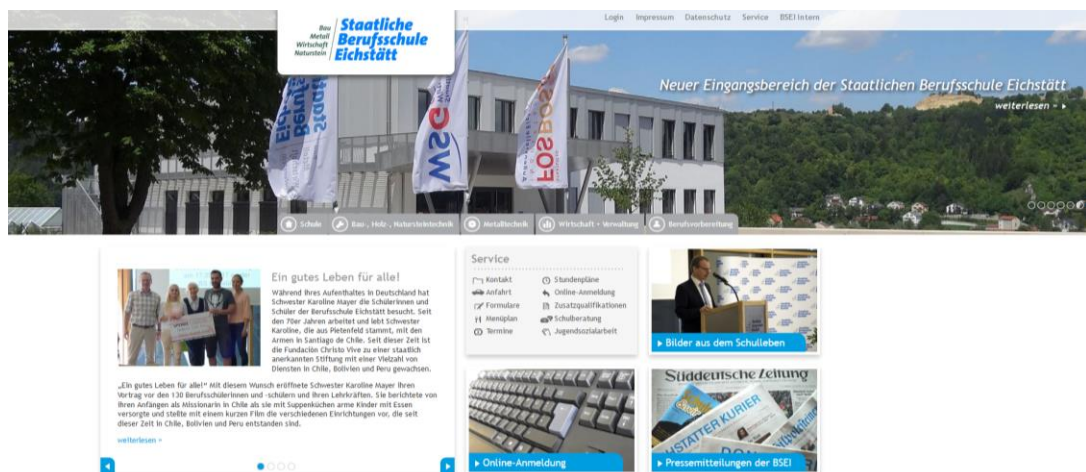 Login Impressum Datenschutz Service BSEI Intern
Bau
Metall
Wirtschaft
Naturstein
Staatliche
Berufsschule
Eichstätt
Neuer Eingangsbereich der Staatlichen Berufsschule Eichstätt
weiterlesen »
WSG
FOSBOS
Schule
Bau-, Holz-, Natursteintechnik
Metalltechnik
Wirtschaft + Verwaltung
Berufsvorbereitung
Ein gutes Leben für alle!
Während ihres Aufenthaltes in Deutschland hat
Schwester Karoline Mayer die Schülerinnen und
Schüler der Berufsschule Eichstätt besucht. Seit
den 70er Jahren arbeitet und lebt Schwester
Karoline, die aus Pietenfeld stammt, mit den
Armen in Santiago de Chile. Seit dieser Zeit ist
die Fundación Christo Vive zu einer staatlich
anerkannten Stiftung mit einer Vielzahl von
Diensten in Chile, Bolivien und Peru gewachsen.
„Ein gutes Leben für alle!“ Mit diesem Wunsch eröffnete Schwester Karoline Mayer ihren
Vortrag vor den 130 Berufsschülerinnen und -schülern und ihren Lehrkräften. Sie berichtete von
ihren Anfängen als Missionarin in Chile als sie mit Suppenküchen arme Kinder mit Essen
versorgte und stellte mit einem kurzen Film die verschiedenen Einrichtungen vor, die seit
dieser Zeit in Chile, Bolivien und Peru entstanden sind.
weiterlesen »
Service
Kontakt
Anfahrt
Formulare
Menüplan
Termine
Stundenpläne
Online-Anmeldung
Zusatzqualifikationen
Schulberatung
Jugendsozialarbeit
Bilder aus dem Schulleben
Online-Anmeldung
Süddeutsche Zeitung
KURIER
Pressemitteilungen der BSEI